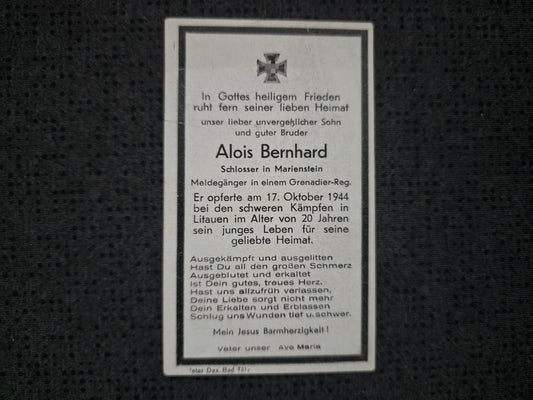 In Gottes heiligem Frieden
ruht fern seiner lieben Heimat
unser lieber unvergeßlicher Sohn
und guter Bruder
Alois Bernhard
Schlosser in Marienstein
Meldegänger in einem Grenadier-Reg.
Er opferte am 17. Oktober 1944
bei den schweren Kämpfen in
Litauen im Alter von 20 Jahren
sein junges Leben für seine
geliebte Heimat.
Ausgekämpft und ausgelitten
Hast Du all den großen Schmerz
Ausgeblutet und erkaltet
Ist Dein gutes, treues Herz.
Hast uns allzufrüh verlassen,
Deine Liebe sorgt nicht mehr
Dein Erkalten und Erblassen
Schlug uns Wunden tief u. schwer.
Mein Jesus Barmherzigkeit!
Vater unser Ave Maria
Dax Bad Tölz